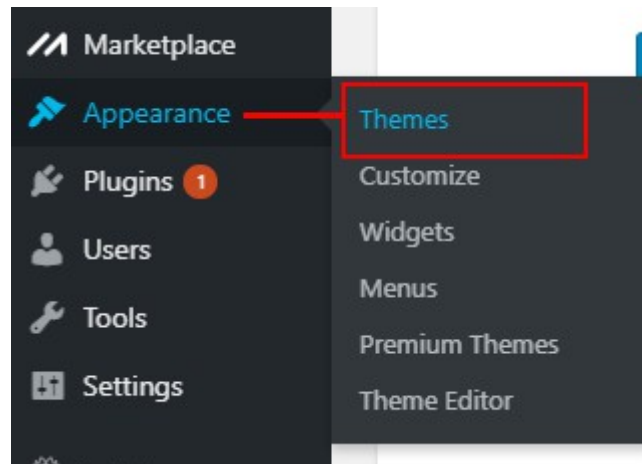 Marketplace
Appearance
Plugins 1
Users
Tools
Settings
Themes
Customize
Widgets
Menus
Premium Themes
Theme Editor